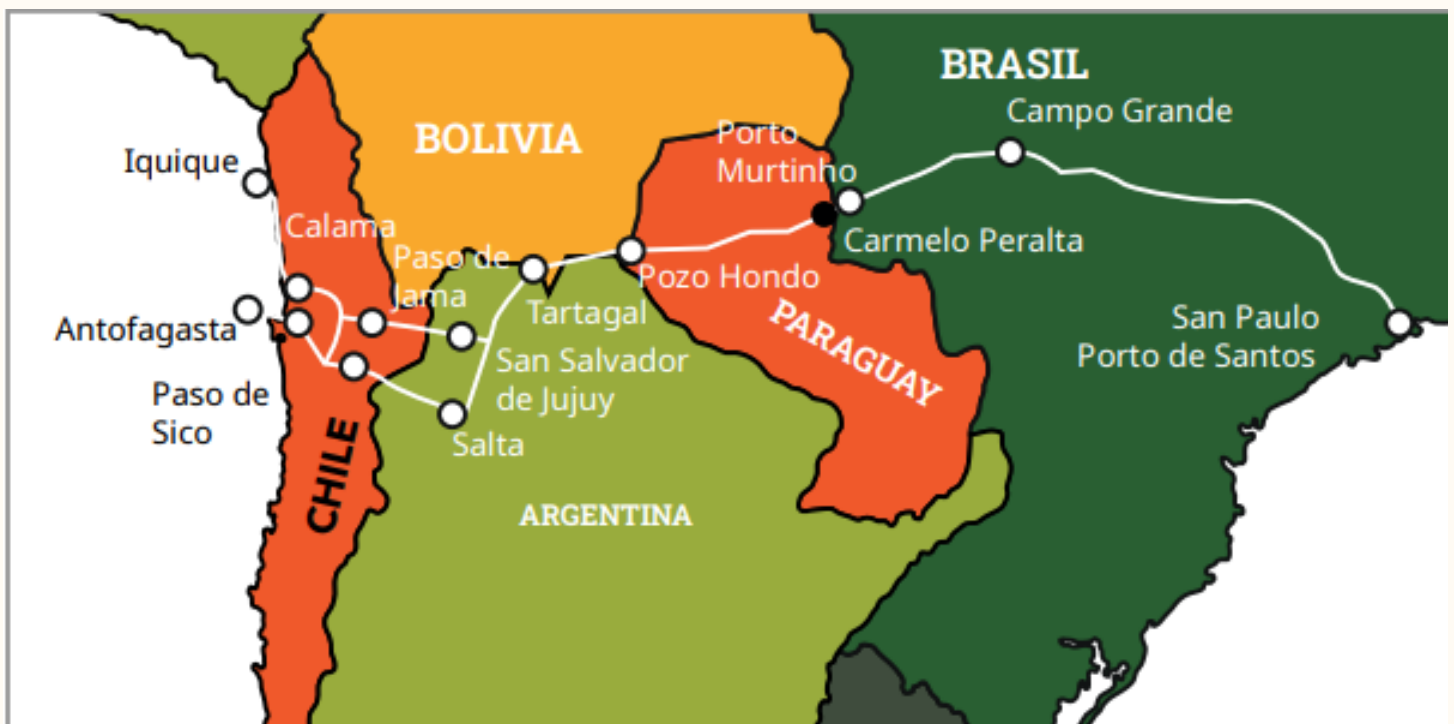 BRASIL
Campo Grande
BOLIVIA
Porto
Murtinho
Iquique
Calama
Carmelo Peralta
Paso de
Jama
Pozo Hondo
Tartagal
PARAGUAY
San Paulo
Porto de Santos
Antofagasta
San Salvador
de Jujuy
Paso de
Sico
Salta
CHILE
ARGENTINA